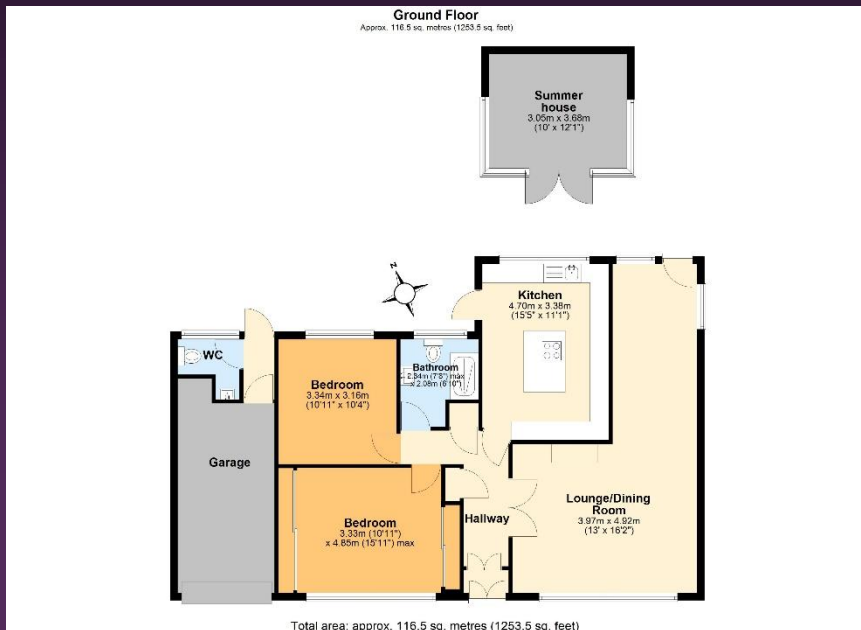 Ground Floor
Approx. 116.5 sq. metres (1253.5 sq. feet)
Summer
house
3.05m x 3.68m
(10' x 12'1")
N
Kitchen
4.70m x 3.38m
(15'5" x 11'1")
WC
Bathroom
2.34m (7'8") max
x 2.08m (6'10")
Bedroom
3.34m x 3.16m
(10'11" x 10'4")
Garage
Lounge/Dining
Room
3.97m x 4.92m
(13' x 16'2")
Hallway
Bedroom
3.33m (10'11")
x 4.85m (15'11") max
Total area: approx. 116.5 sq. metres (1253.5 sq. feet)